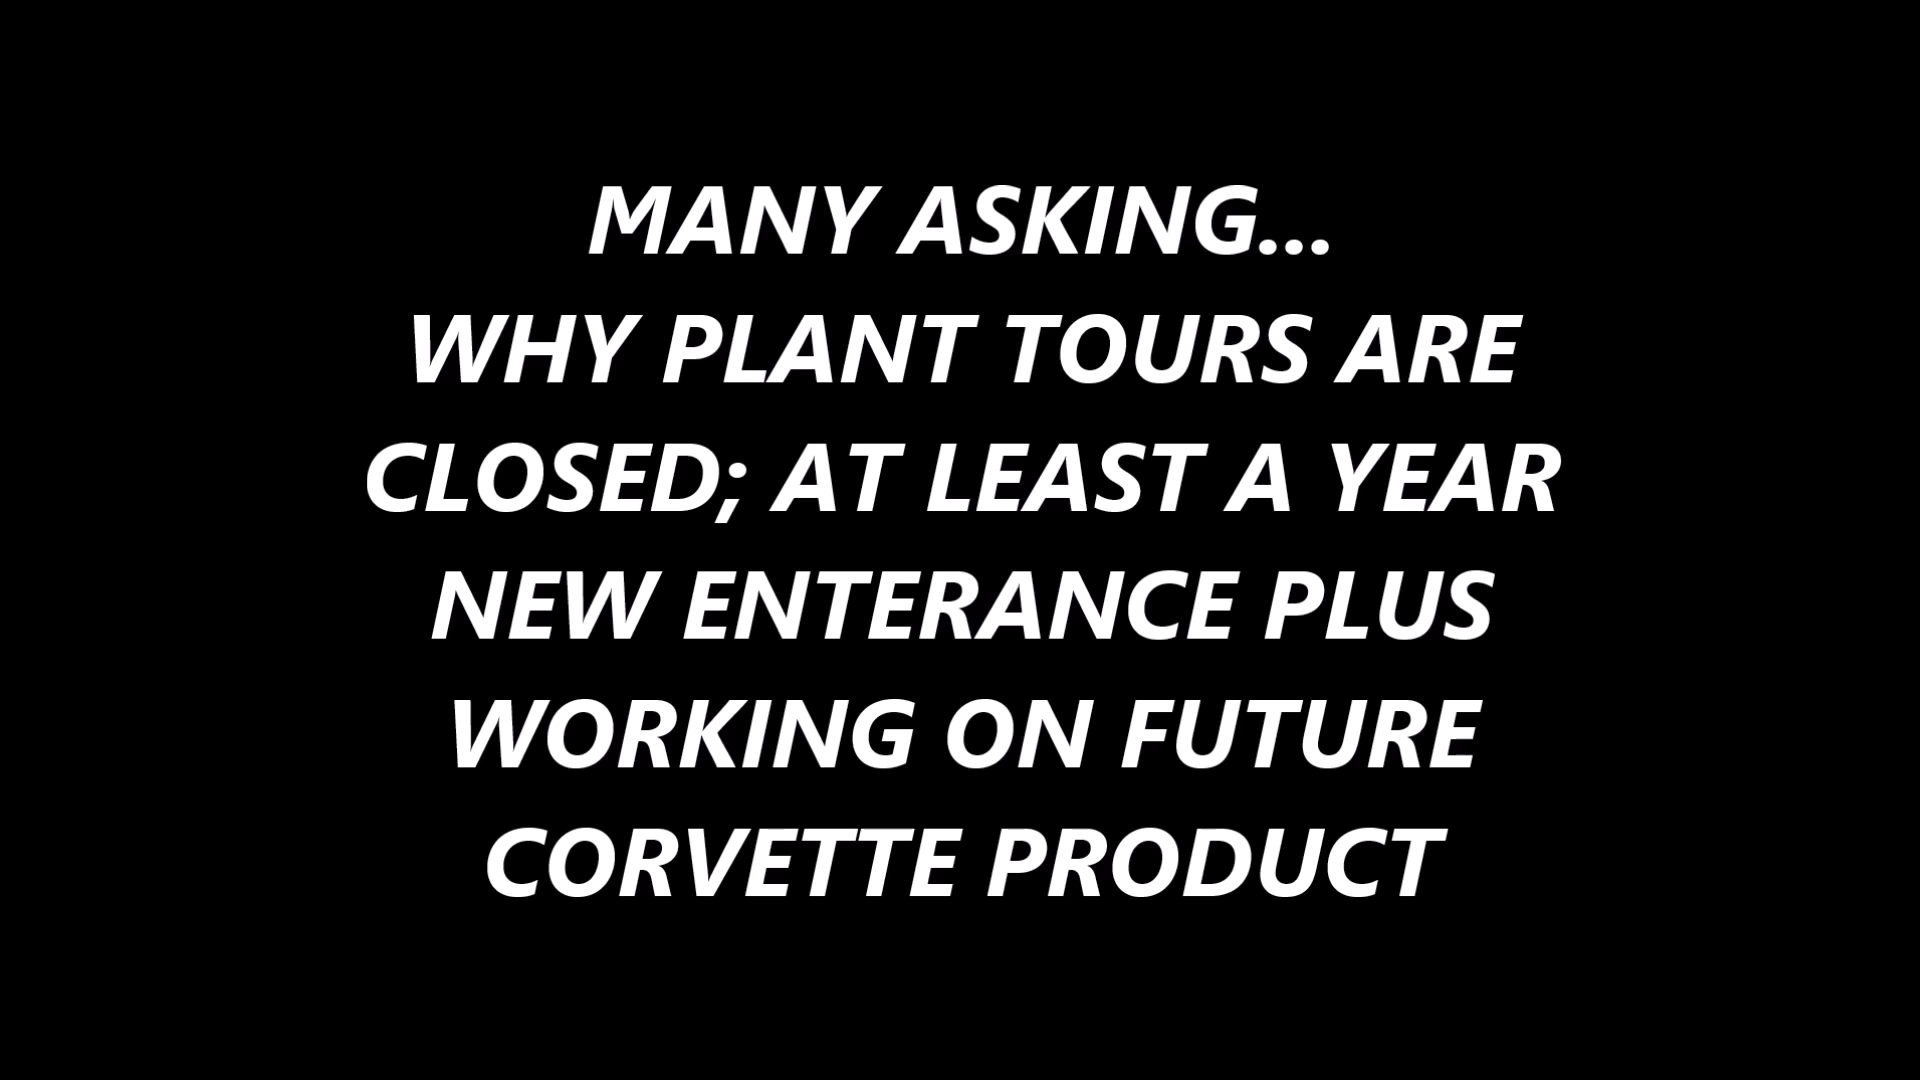 MANY ASKING...
WHY PLANT TOURS ARE
CLOSED; AT LEAST A YEAR
NEW ENTERANCE PLUS
WORKING ON FUTURE
CORVETTE PRODUCT